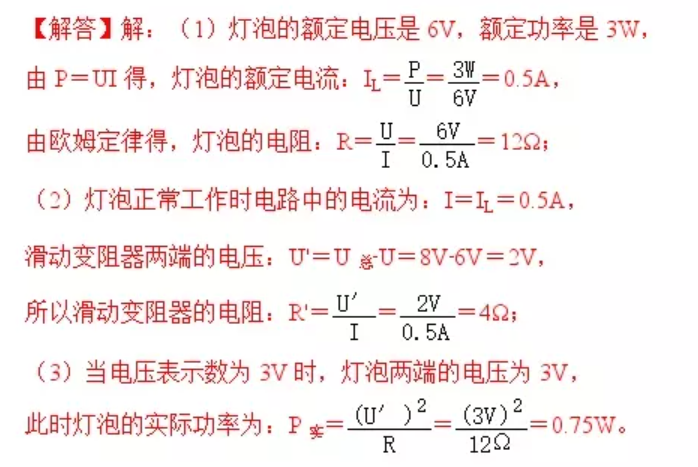 【解答】解：（1）灯泡的额定电压是 6V，额定功率是 3W，
由 P＝UI 得，灯泡的额定电流：I_L＝P/U＝3W/6V＝0.5A，
由欧姆定律得，灯泡的电阻：R＝U/I＝6V/0.5A＝12Ω；
（2）灯泡正常工作时电路中的电流为：I＝I_L＝0.5A，
滑动变阻器两端的电压：U'＝U总-U＝8V-6V＝2V，
所以滑动变阻器的电阻：R'＝U′/I＝2V/0.5A＝4Ω；
（3）当电压表示数为 3V 时，灯泡两端的电压为 3V，
此时灯泡的实际功率为：P实＝(U′)²/R＝(3V)²/12Ω＝0.75W。